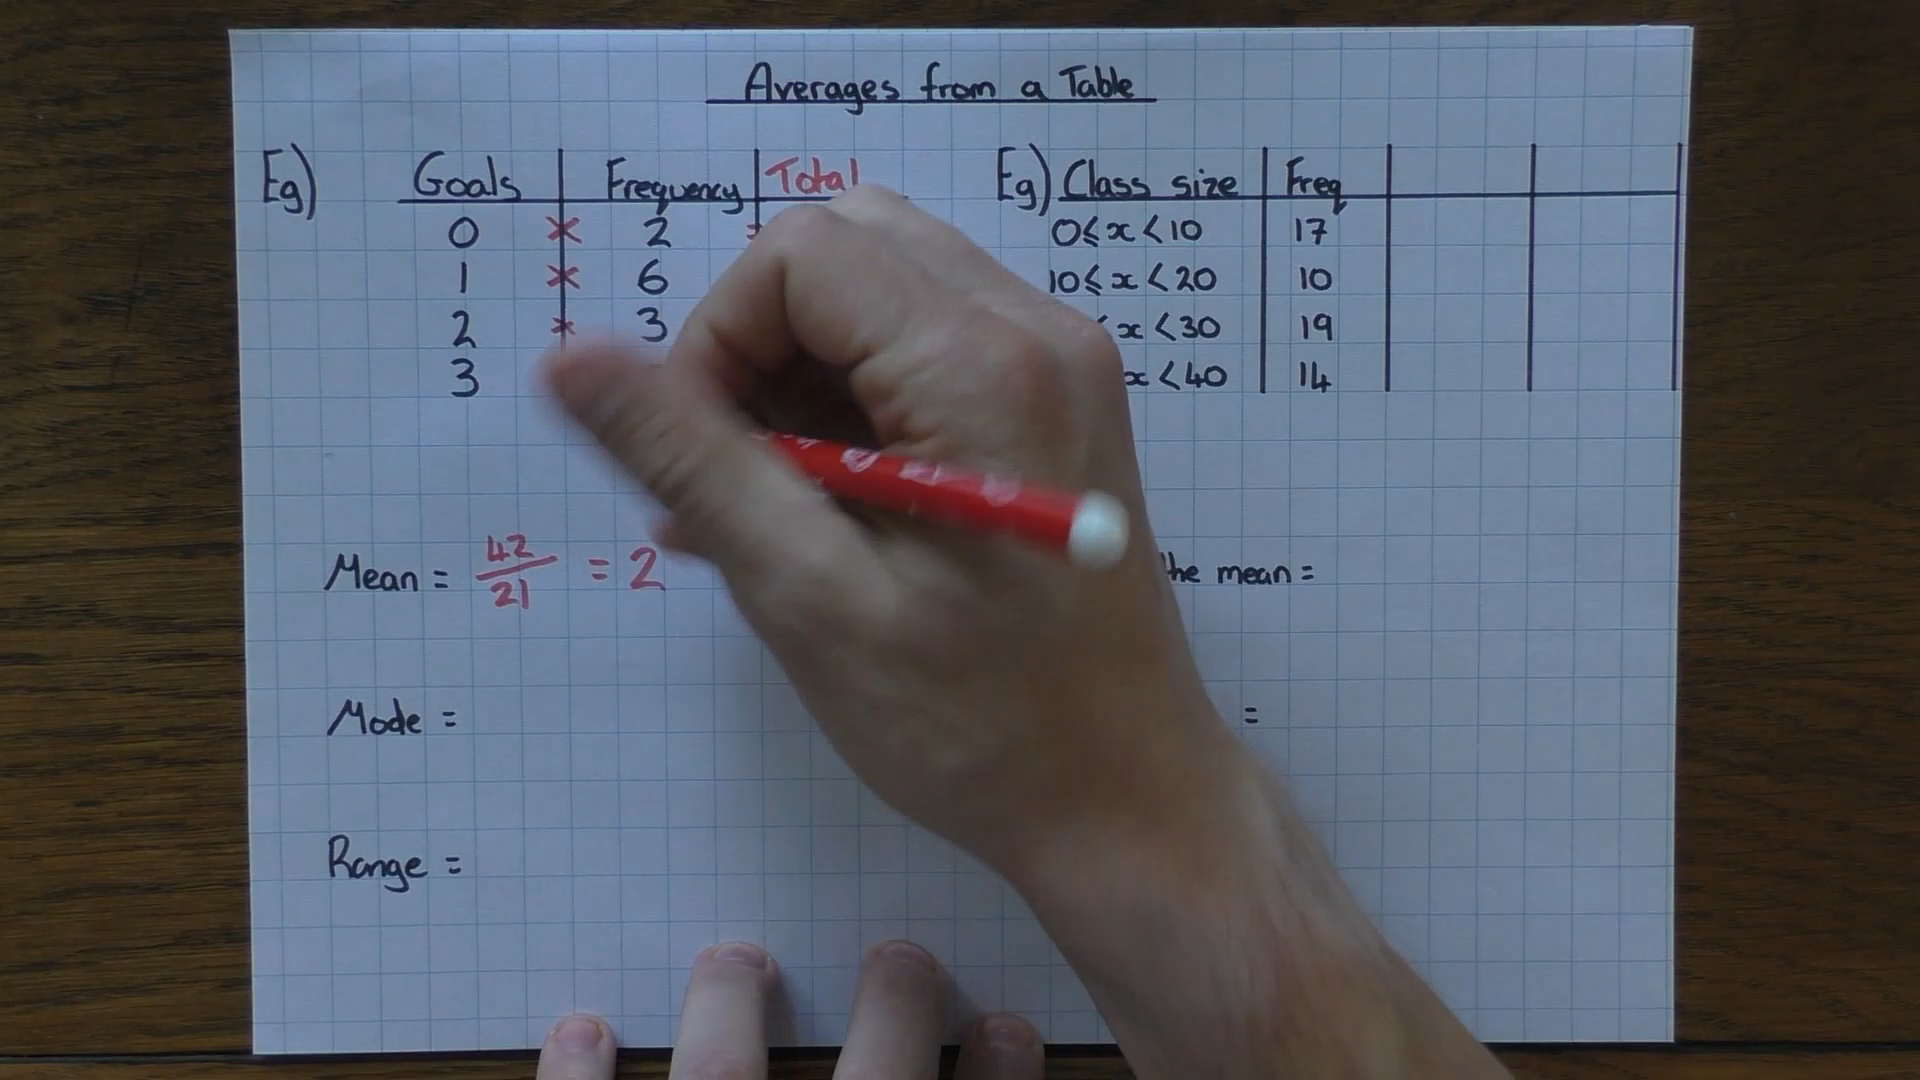 Averages from a Table
Eg)
Goals Frequency Total
0 × 2 =
1 × 6
2 × 3
3
Mean = 42/21 = 2
Mode =
Range =
Eg) Class size Freq
0≤x<10 17
10≤x<20 10
x<30 19
x<40 14
the mean =
=